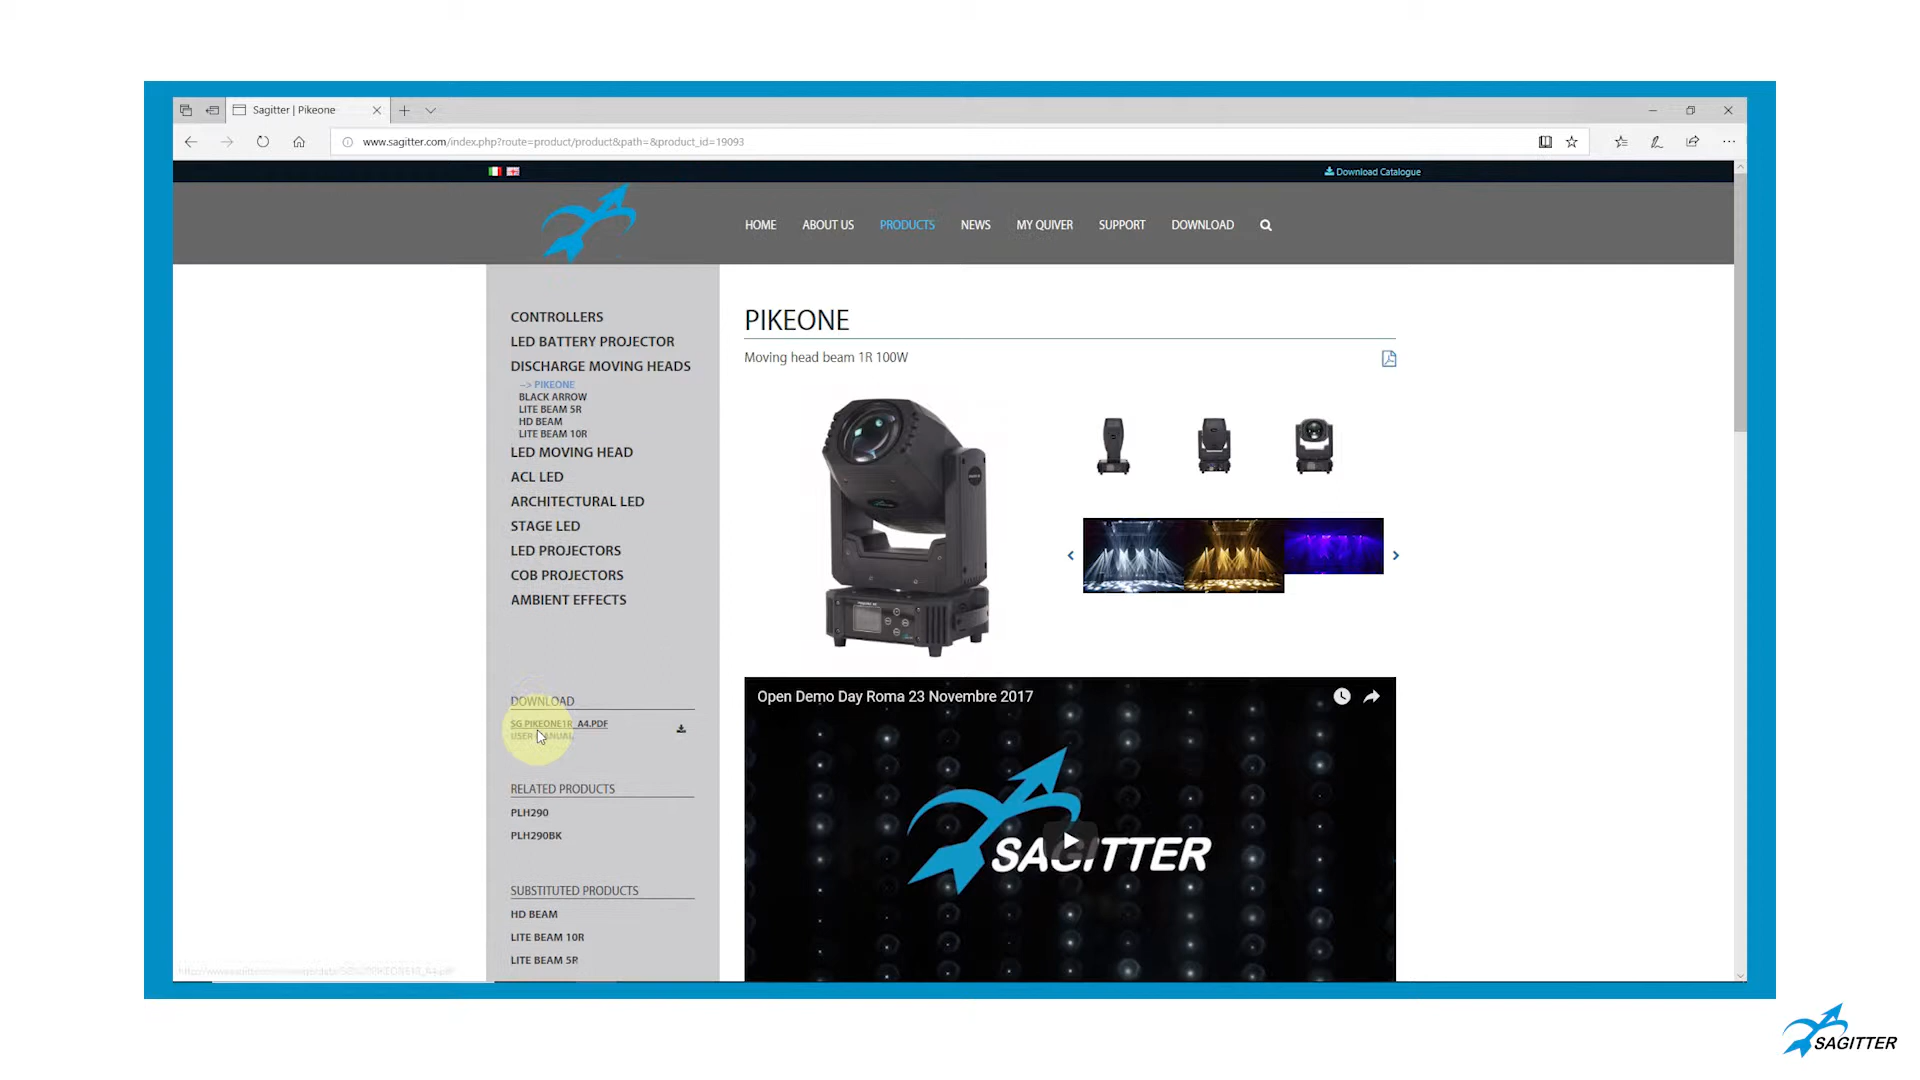 Sagitter | Pikeone
www.sagitter.com/index.php?route=product/product&path=&product_id=19093
Download Catalogue
HOME ABOUT US PRODUCTS NEWS MY QUIVER SUPPORT DOWNLOAD
CONTROLLERS
LED BATTERY PROJECTOR
DISCHARGE MOVING HEADS
--> PIKEONE
BLACK ARROW
LITE BEAM 5R
HD BEAM
LITE BEAM 10R
LED MOVING HEAD
ACL LED
ARCHITECTURAL LED
STAGE LED
LED PROJECTORS
COB PROJECTORS
AMBIENT EFFECTS
DOWNLOAD
SG PIKEONE1R_A4.PDF
USER MANUAL
RELATED PRODUCTS
PLH290
PLH290BK
SUBSTITUTED PRODUCTS
HD BEAM
LITE BEAM 10R
LITE BEAM 5R
PIKEONE
Moving head beam 1R 100W
Open Demo Day Roma 23 Novembre 2017
SAGITTER
SAGITTER